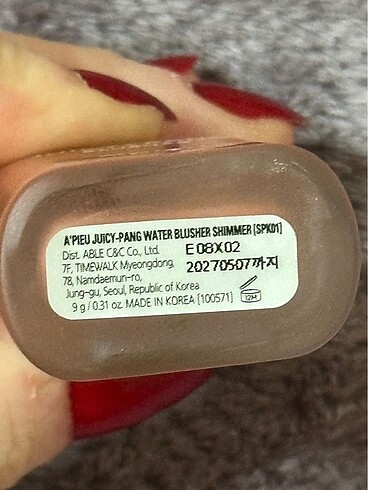 A'PIEU JUICY-PANG WATER BLUSHER SHIMMER [SPK01]
Dist. ABLE C&C Co., Ltd. E08X02
7F, TIMEWALK Myeongdong, 20270507까지
78, Namdaemun-ro,
Jung-gu, Seoul, Republic of Korea
9 g / 0.31 oz. MADE IN KOREA [100571] 12M